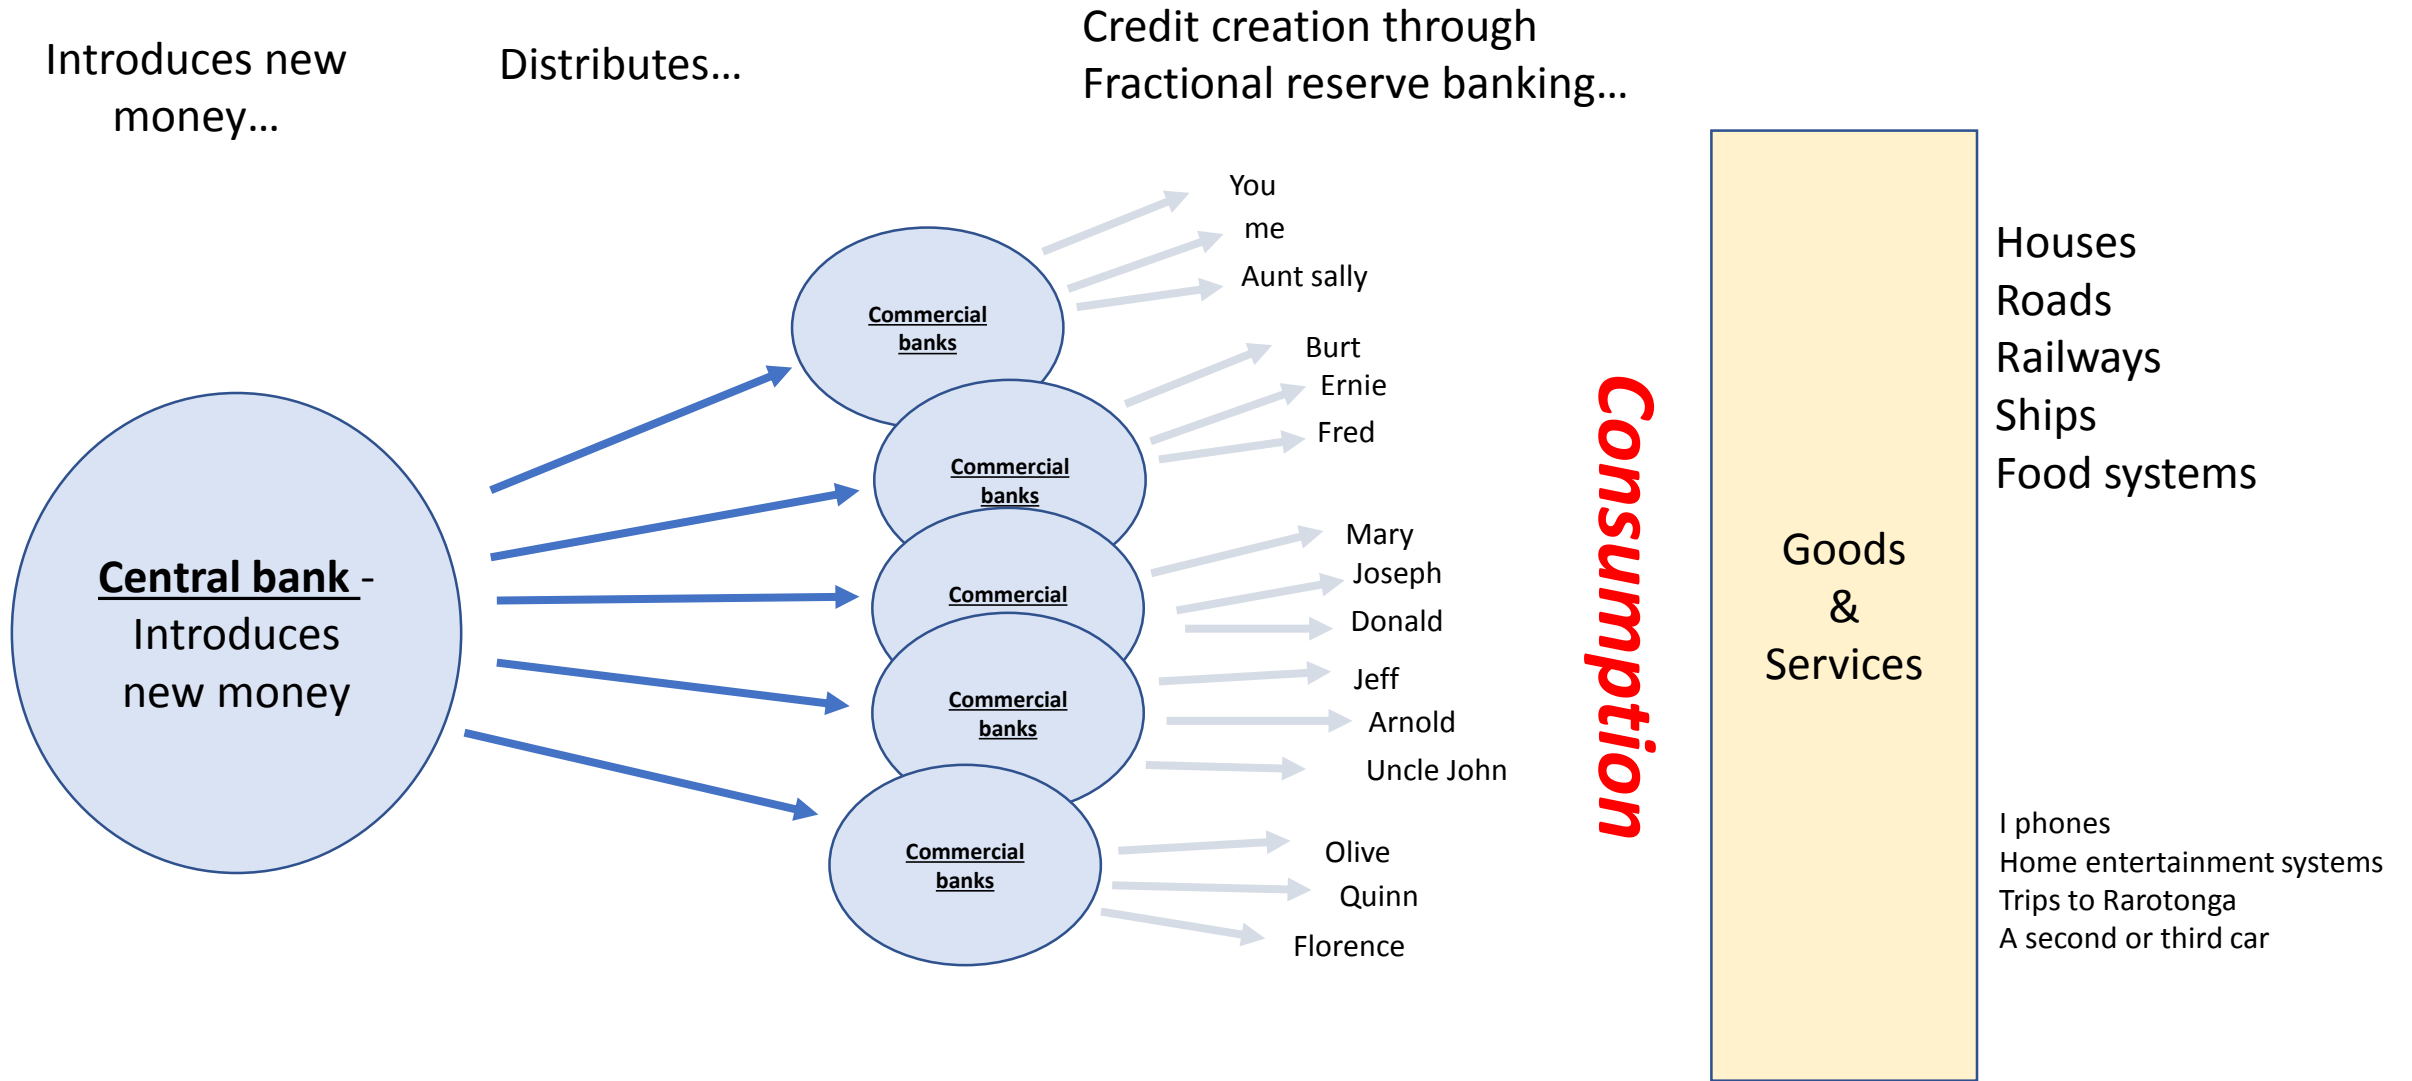 Introduces new
money...
Distributes...
Credit creation through
Fractional reserve banking...
Central bank -
Introduces
new money
Commercial
banks
Commercial
banks
Commercial
Commercial
banks
Commercial
banks
You
me
Aunt sally
Burt
Ernie
Fred
Mary
Joseph
Donald
Jeff
Arnold
Uncle John
Olive
Quinn
Florence
Consumption
Goods
&
Services
Houses
Roads
Railways
Ships
Food systems
I phones
Home entertainment systems
Trips to Rarotonga
A second or third car